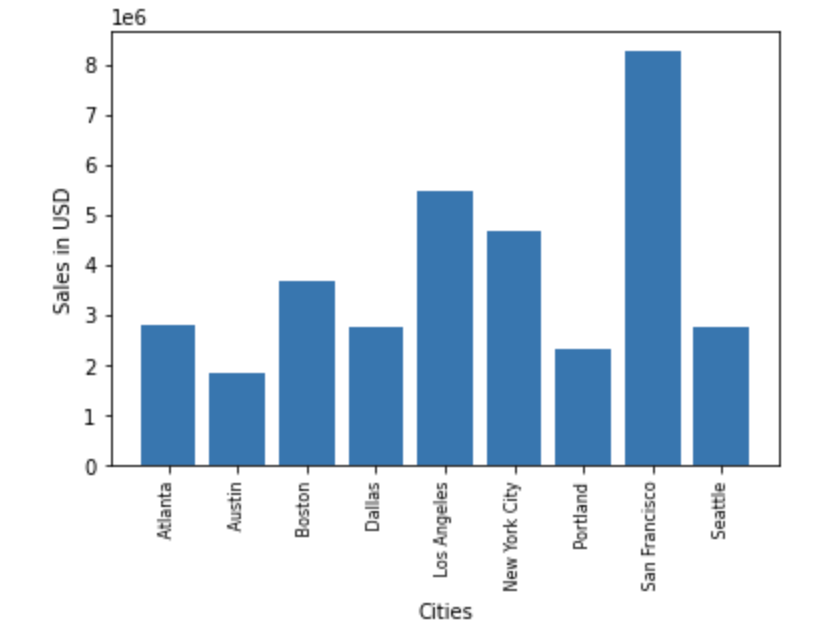 1e6
8
7
6
5
4
3
2
1
0
Sales in USD
Atlanta
Austin
Boston
Dallas
Los Angeles
New York City
Portland
San Francisco
Seattle
Cities